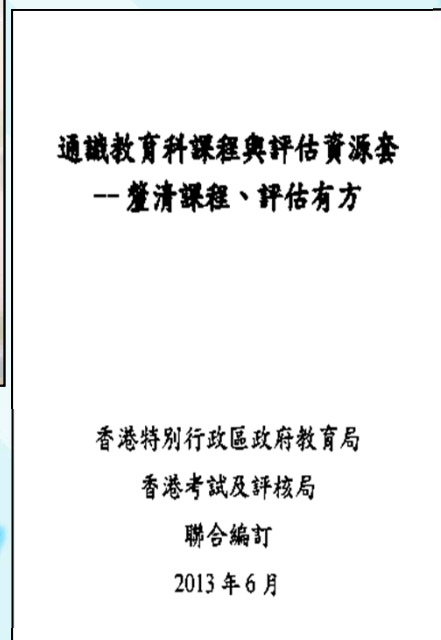 通識教育科課程與評估資源套
-- 釐清課程、評估有方
香港特別行政區政府教育局
香港考試及評核局
聯合編訂
2013 年 6 月